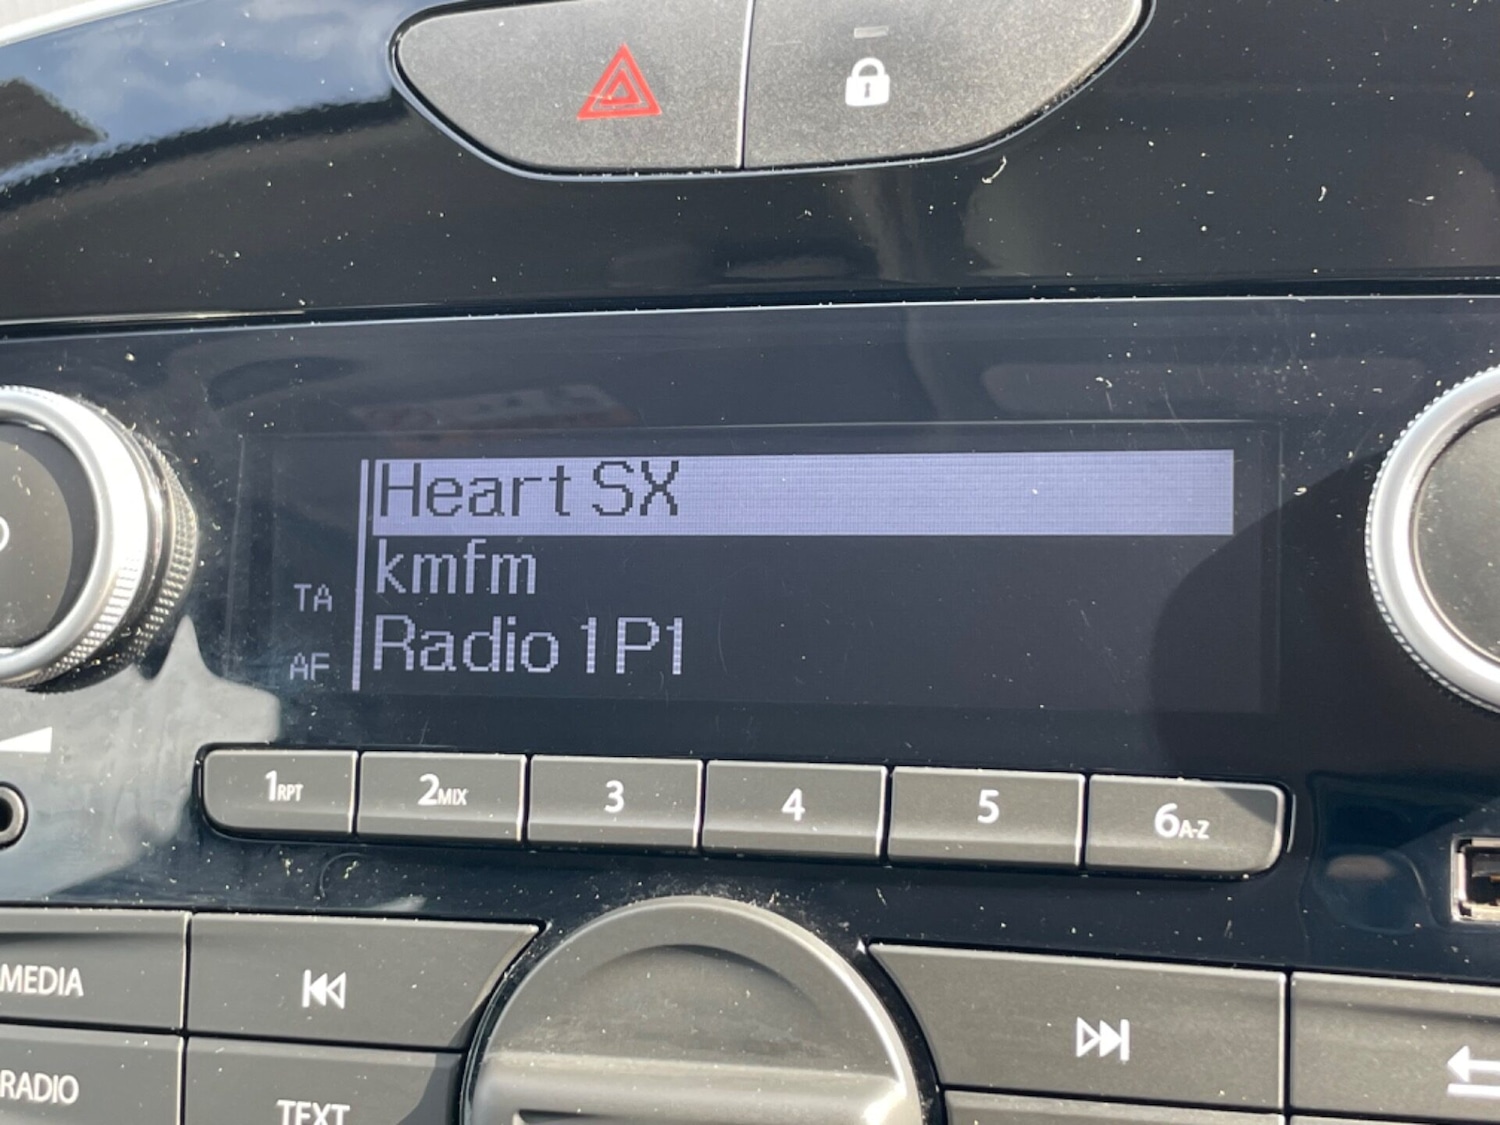 Heart SX
kmfm
TA
Radio 1P1
AF
1RPT
2MIX
3
4
5
6A-Z
MEDIA
RADIO
TEXT